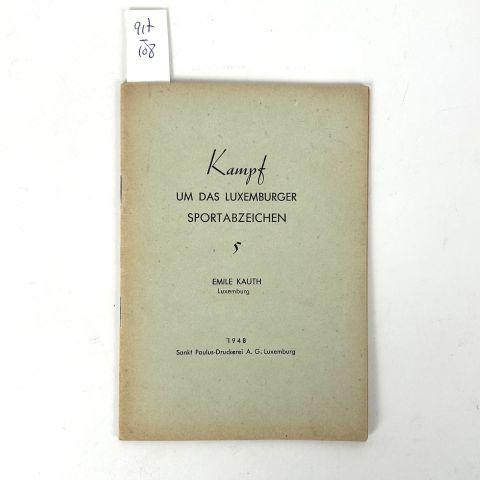 917
108
Kampf
UM DAS LUXEMBURGER
SPORTABZEICHEN
EMILE KAUTH
Luxemburg
1948
Sankt Paulus-Druckerei A. G. Luxemburg